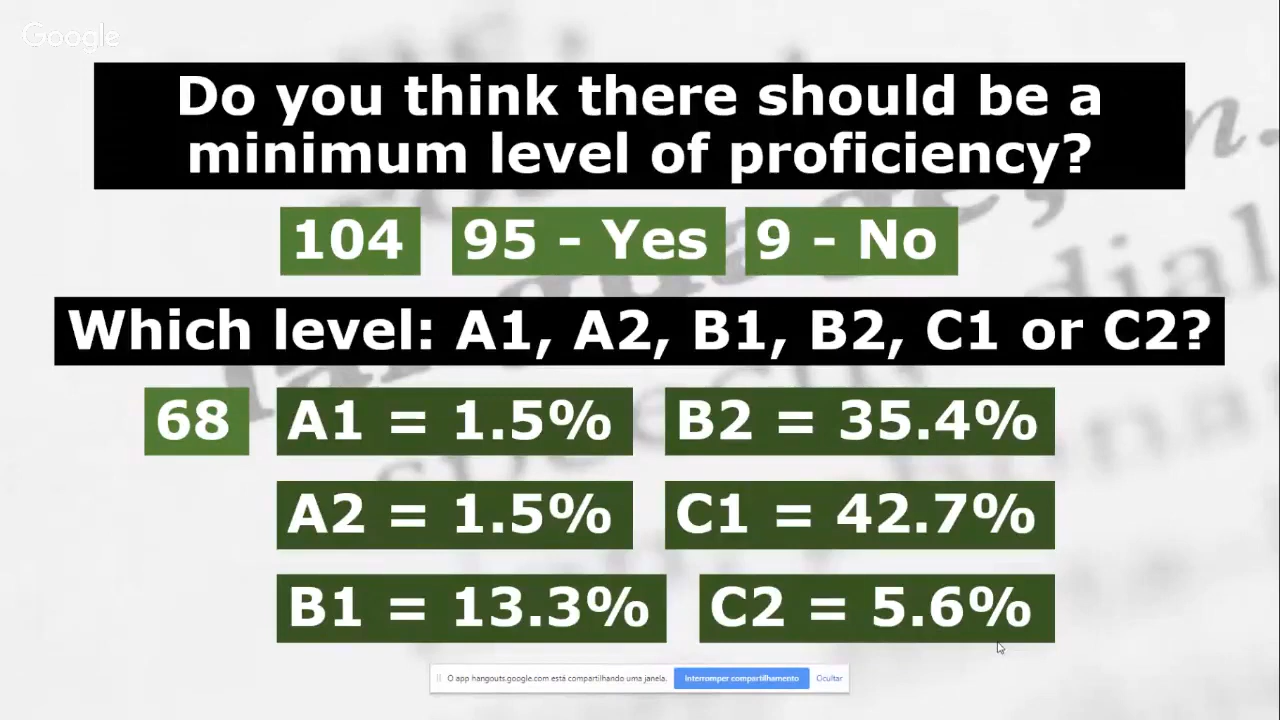 Google
Do you think there should be a
minimum level of proficiency?
104 95 - Yes 9 - No
Which level: A1, A2, B1, B2, C1 or C2?
68 A1 = 1.5% B2 = 35.4%
A2 = 1.5% C1 = 42.7%
B1 = 13.3% C2 = 5.6%
O app hangouts.google.com está compartilhando uma janela. Interromper compartilhamento Ocultar